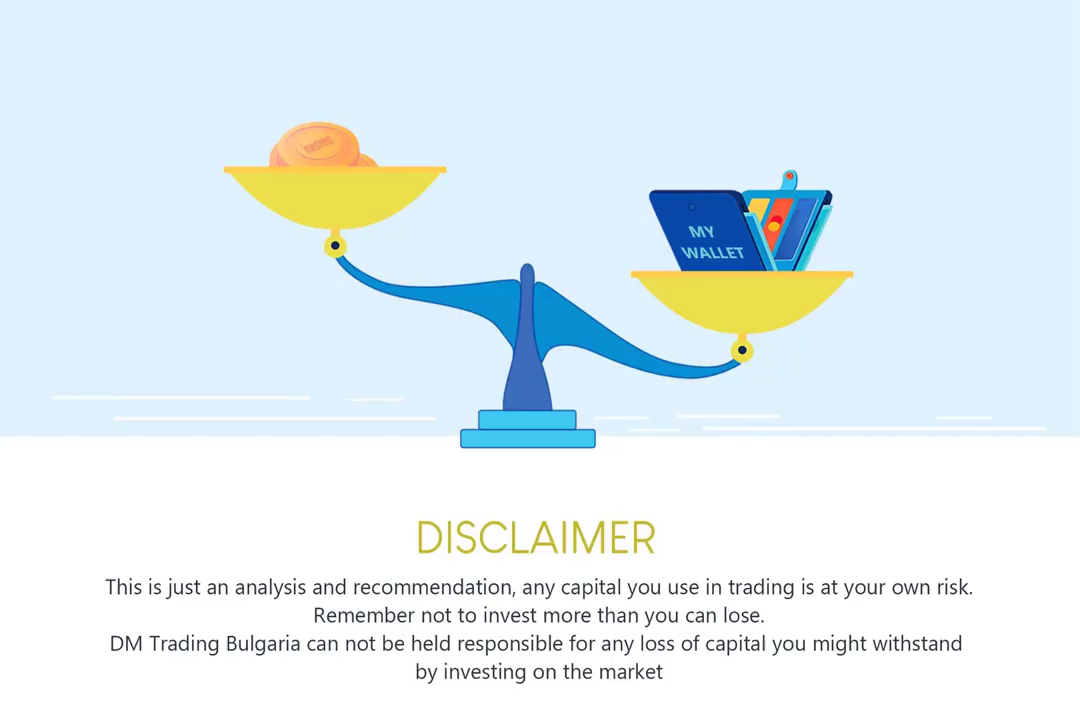 MY
WALLET
DISCLAIMER
This is just an analysis and recommendation, any capital you use in trading is at your own risk.
Remember not to invest more than you can lose.
DM Trading Bulgaria can not be held responsible for any loss of capital you might withstand
by investing on the market